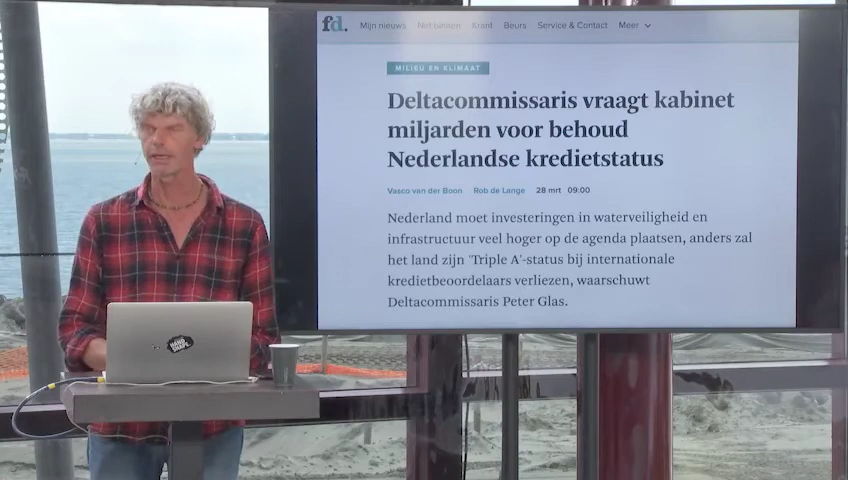 fd. Mijn nieuws Net binnen Krant Beurs Service & Contact Meer
MILIEU EN KLIMAAT
Deltacommissaris vraagt kabinet
miljarden voor behoud
Nederlandse kredietstatus
Vasco van der Boon Rob de Lange 28 mrt 09:00
Nederland moet investeringen in waterveiligheid en
infrastructuur veel hoger op de agenda plaatsen, anders zal
het land zijn 'Triple A'-status bij internationale
kredietbeoordelaars verliezen, waarschuwt
Deltacommissaris Peter Glas.